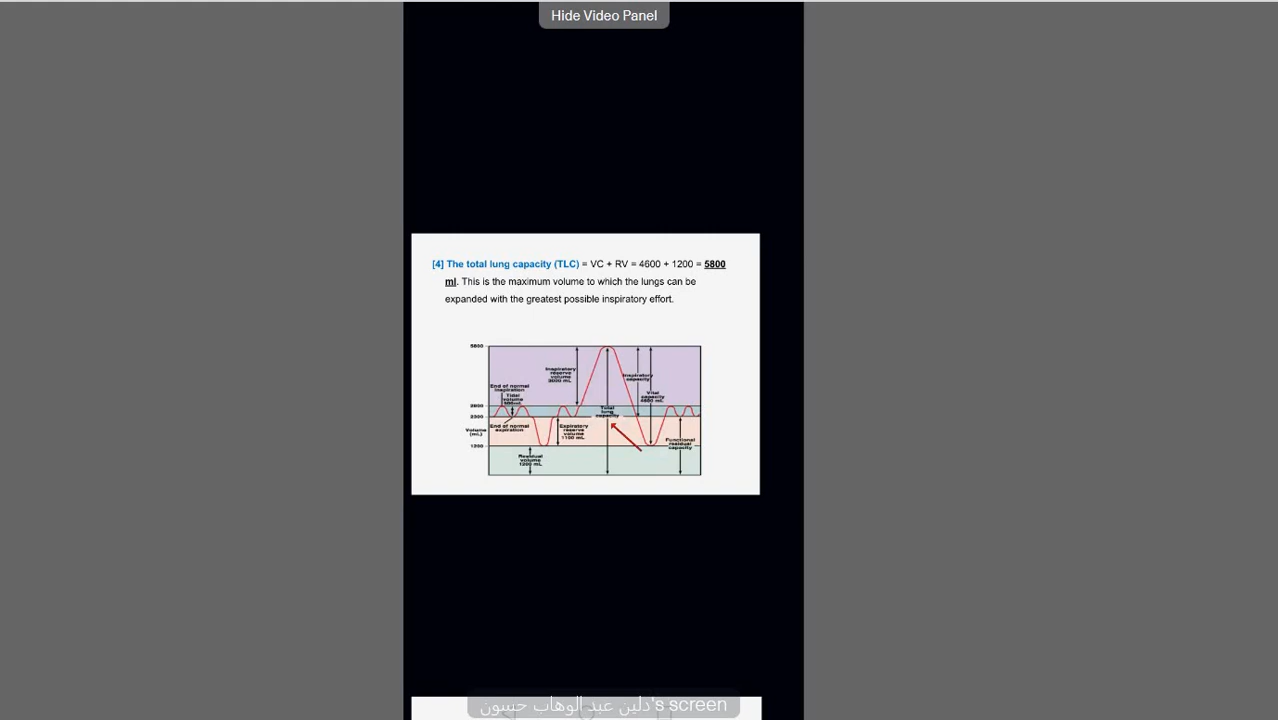 Hide Video Panel
[4] The total lung capacity (TLC) = VC + RV = 4600 + 1200 = 5800
ml. This is the maximum volume to which the lungs can be
expanded with the greatest possible inspiratory effort.
5800
Inspiratory
reserve
volume
3000 mL
Inspiratory
capacity
End of normal
inspiration
Tidal
volume
500mL
Vital
capacity
4600 mL
2800
2300
Total
lung
capacity
Volume
(mL)
End of normal
expiration
Expiratory
reserve
volume
1100 mL
Functional
residual
capacity
1200
Residual
volume
1200 mL
دلين عبد الوهاب حسون's screen